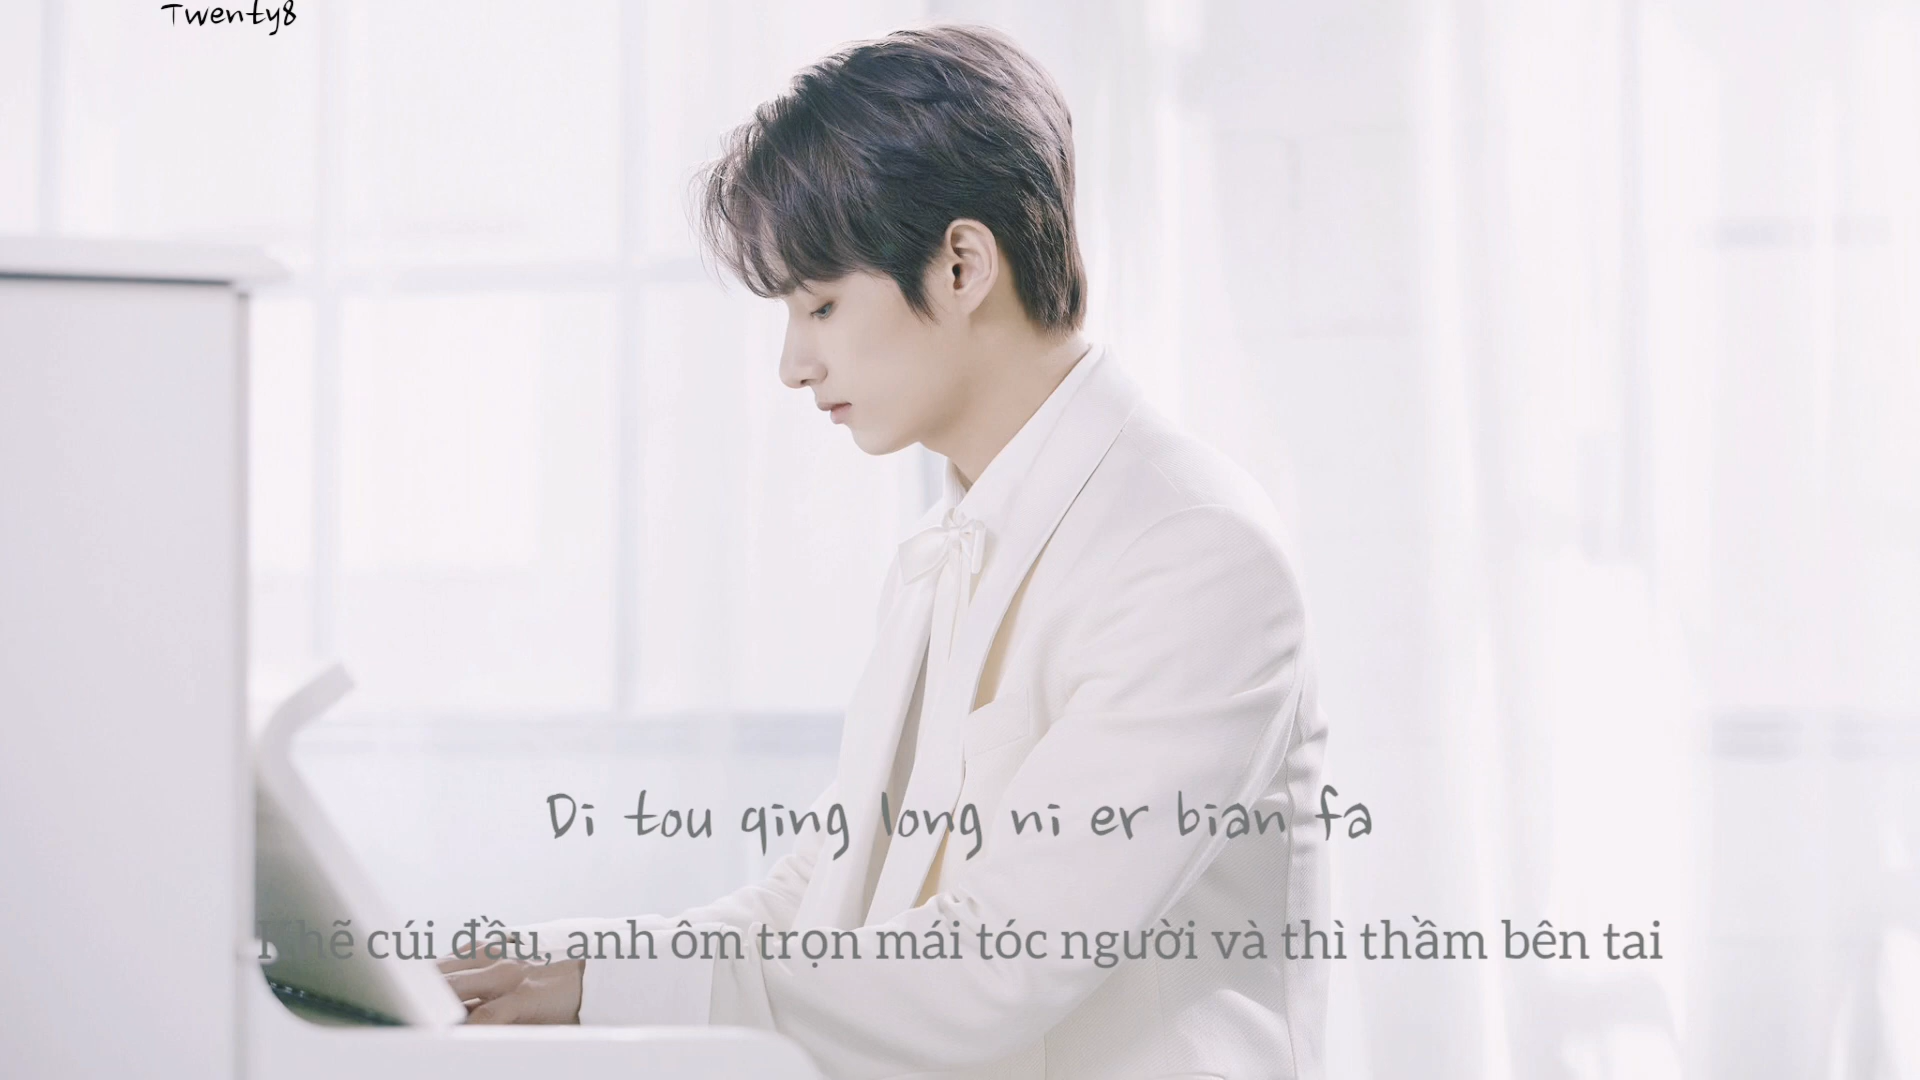 Twenty8
Di tou qing long ni er bian fa
Khẽ cúi đầu, anh ôm trọn mái tóc người và thì thầm bên tai